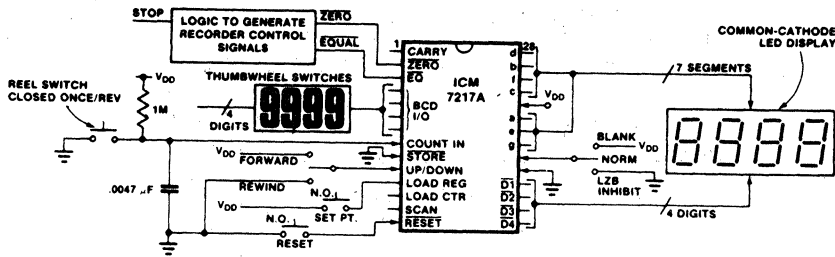 STOP
LOGIC TO GENERATE
RECORDER CONTROL
SIGNALS
ZERO
EQUAL
THUMBWHEEL SWITCHES
9999
4
DIGITS
REEL SWITCH
CLOSED ONCE/REV
VDD
1M
.0047 μF
VDD
FORWARD
REWIND
VDD
N.O.
SET PT.
N.O.
RESET
1
28
CARRY
ZERO
EQ
BCD
I/O
COUNT IN
STORE
UP/DOWN
LOAD REG
LOAD CTR
SCAN
RESET
ICM
7217A
d
b
f
c
VDD
a
e
g
D1
D2
D3
D4
BLANK
VDD
NORM
LZB
INHIBIT
7 SEGMENTS
4 DIGITS
COMMON-CATHODE
LED DISPLAY
8888